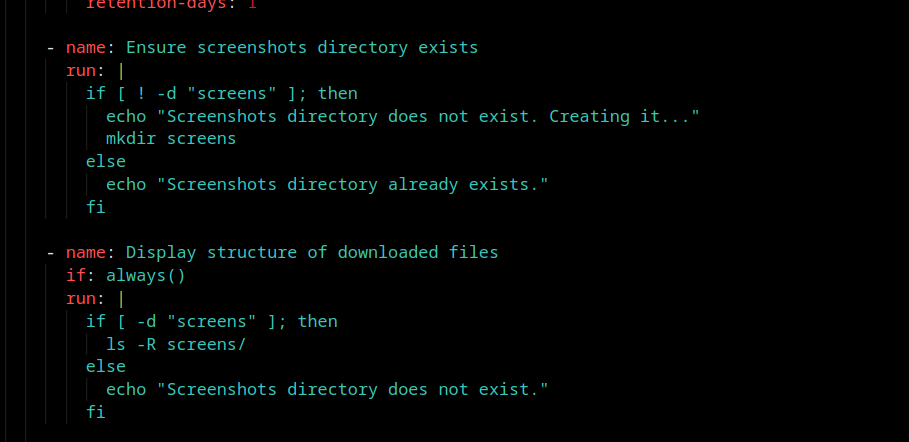 retention-days: 1
- name: Ensure screenshots directory exists
run: |
if [ ! -d "screens" ]; then
echo "Screenshots directory does not exist. Creating it..."
mkdir screens
else
echo "Screenshots directory already exists."
fi
- name: Display structure of downloaded files
if: always()
run: |
if [ -d "screens" ]; then
ls -R screens/
else
echo "Screenshots directory does not exist."
fi